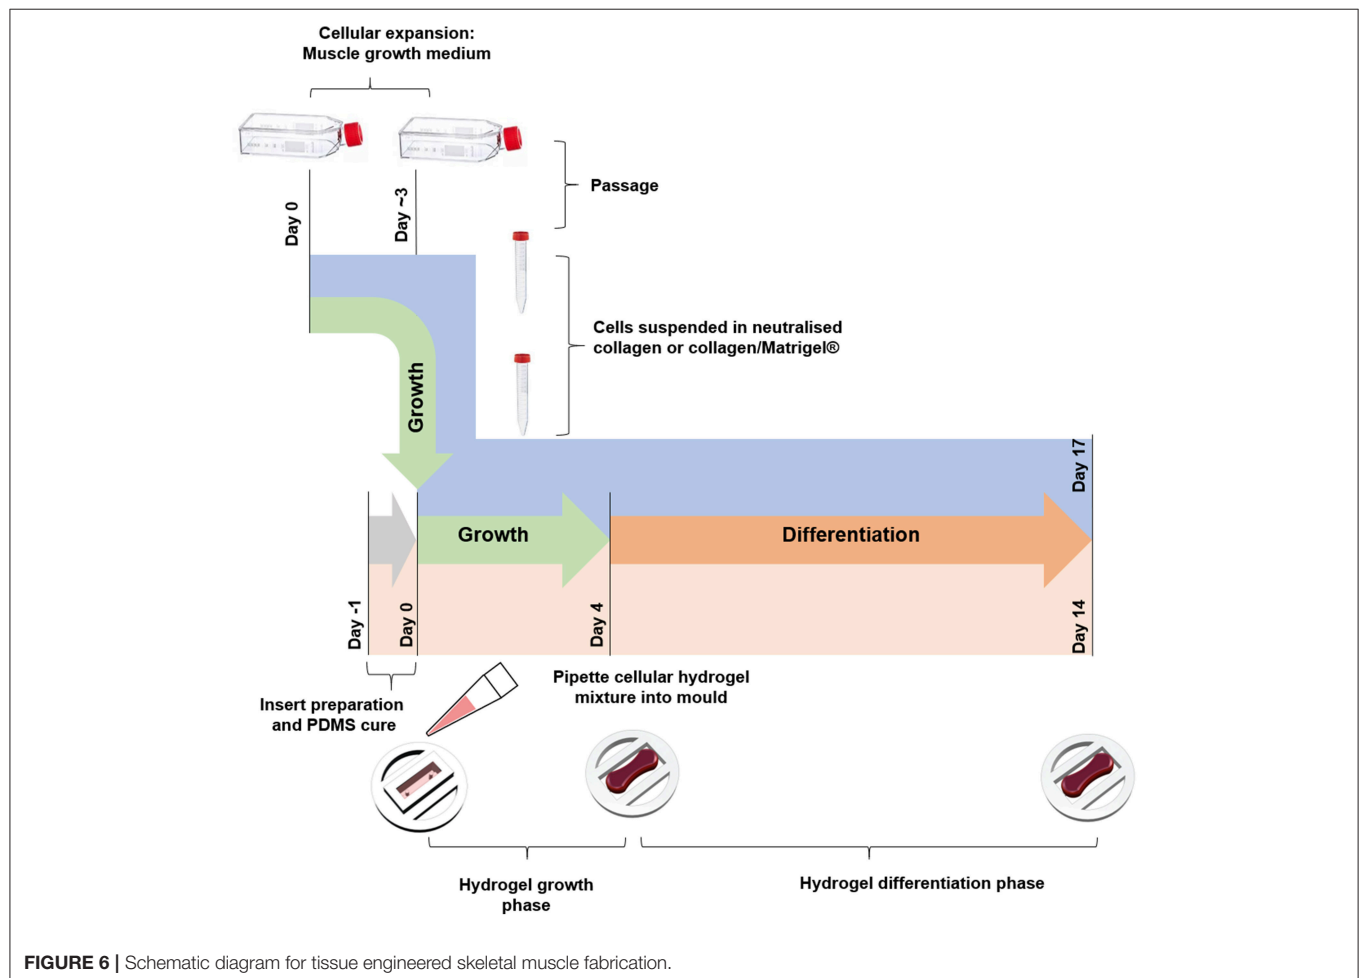 Cellular expansion:
Muscle growth medium
Day 0
Day ~3
Passage
Cells suspended in neutralised
collagen or collagen/Matrigel®
Growth
Day 17
Growth
Differentiation
Day -1
Day 0
Day 4
Day 14
Insert preparation
and PDMS cure
Pipette cellular hydrogel
mixture into mould
Hydrogel growth
phase
Hydrogel differentiation phase
FIGURE 6 | Schematic diagram for tissue engineered skeletal muscle fabrication.